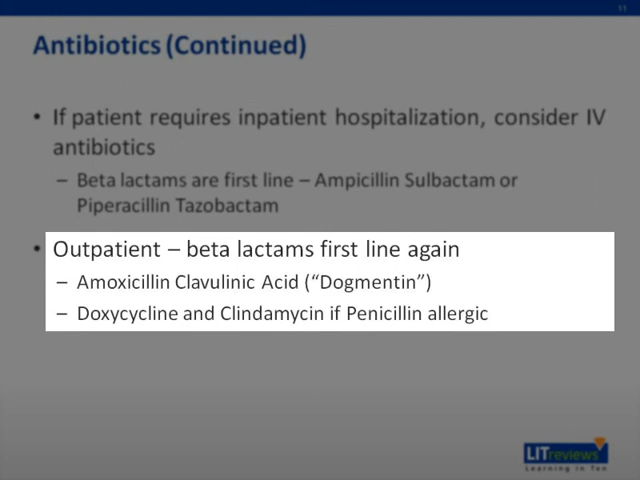 11
Antibiotics (Continued)
• If patient requires inpatient hospitalization, consider IV
antibiotics
– Beta lactams are first line – Ampicillin Sulbactam or
Piperacillin Tazobactam
• Outpatient – beta lactams first line again
– Amoxicillin Clavulinic Acid (“Dogmentin”)
– Doxycycline and Clindamycin if Penicillin allergic
LITreviews
Learning in Ten